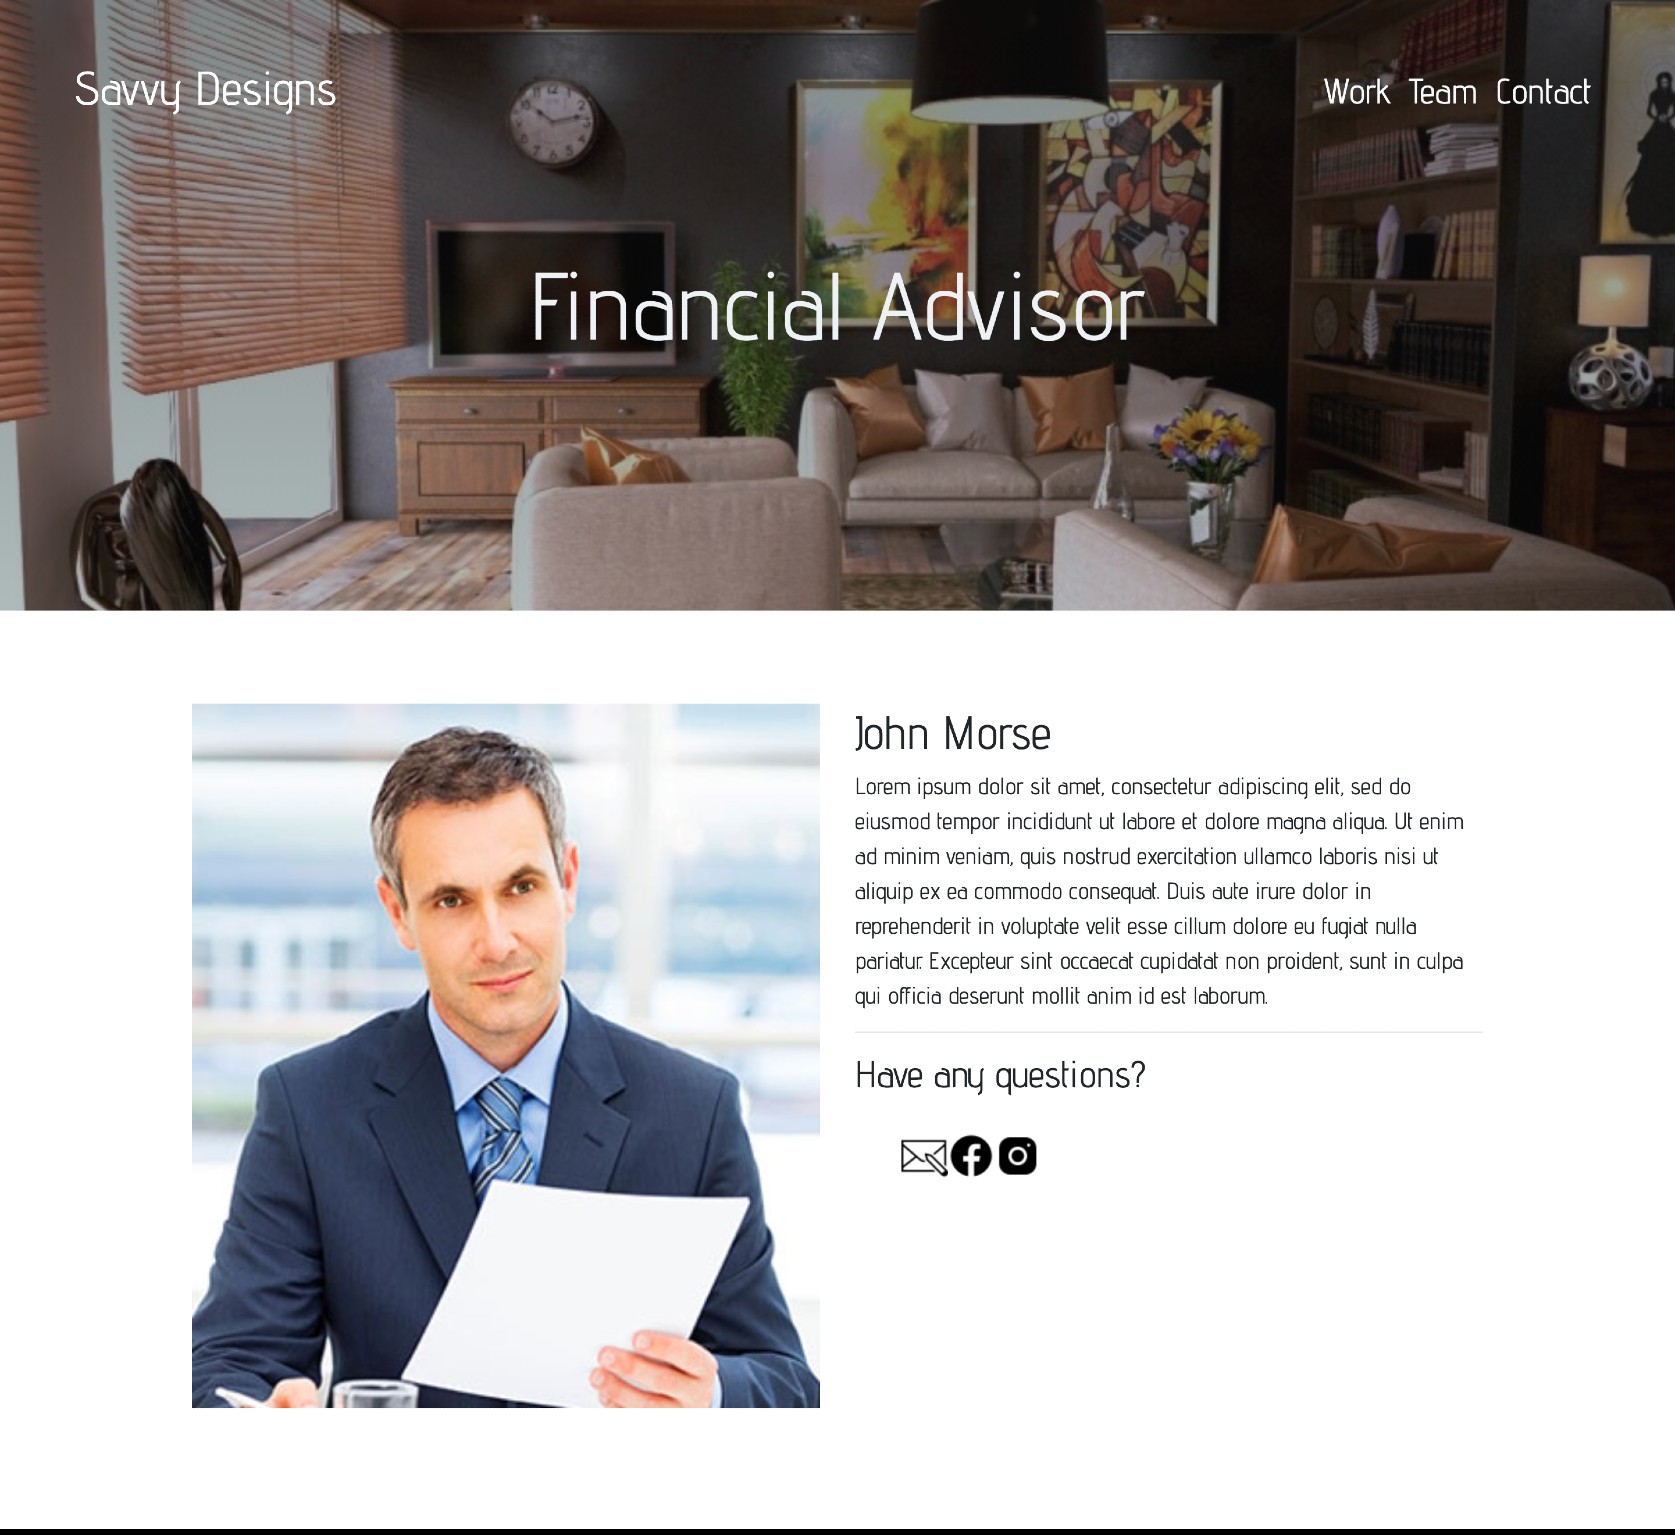 Savvy Designs
Work Team Contact
Financial Advisor
John Morse
Lorem ipsum dolor sit amet, consectetur adipiscing elit, sed do
eiusmod tempor incididunt ut labore et dolore magna aliqua. Ut enim
ad minim veniam, quis nostrud exercitation ullamco laboris nisi ut
aliquip ex ea commodo consequat. Duis aute irure dolor in
reprehenderit in voluptate velit esse cillum dolore eu fugiat nulla
pariatur. Excepteur sint occaecat cupidatat non proident, sunt in culpa
qui officia deserunt mollit anim id est laborum.
Have any questions?